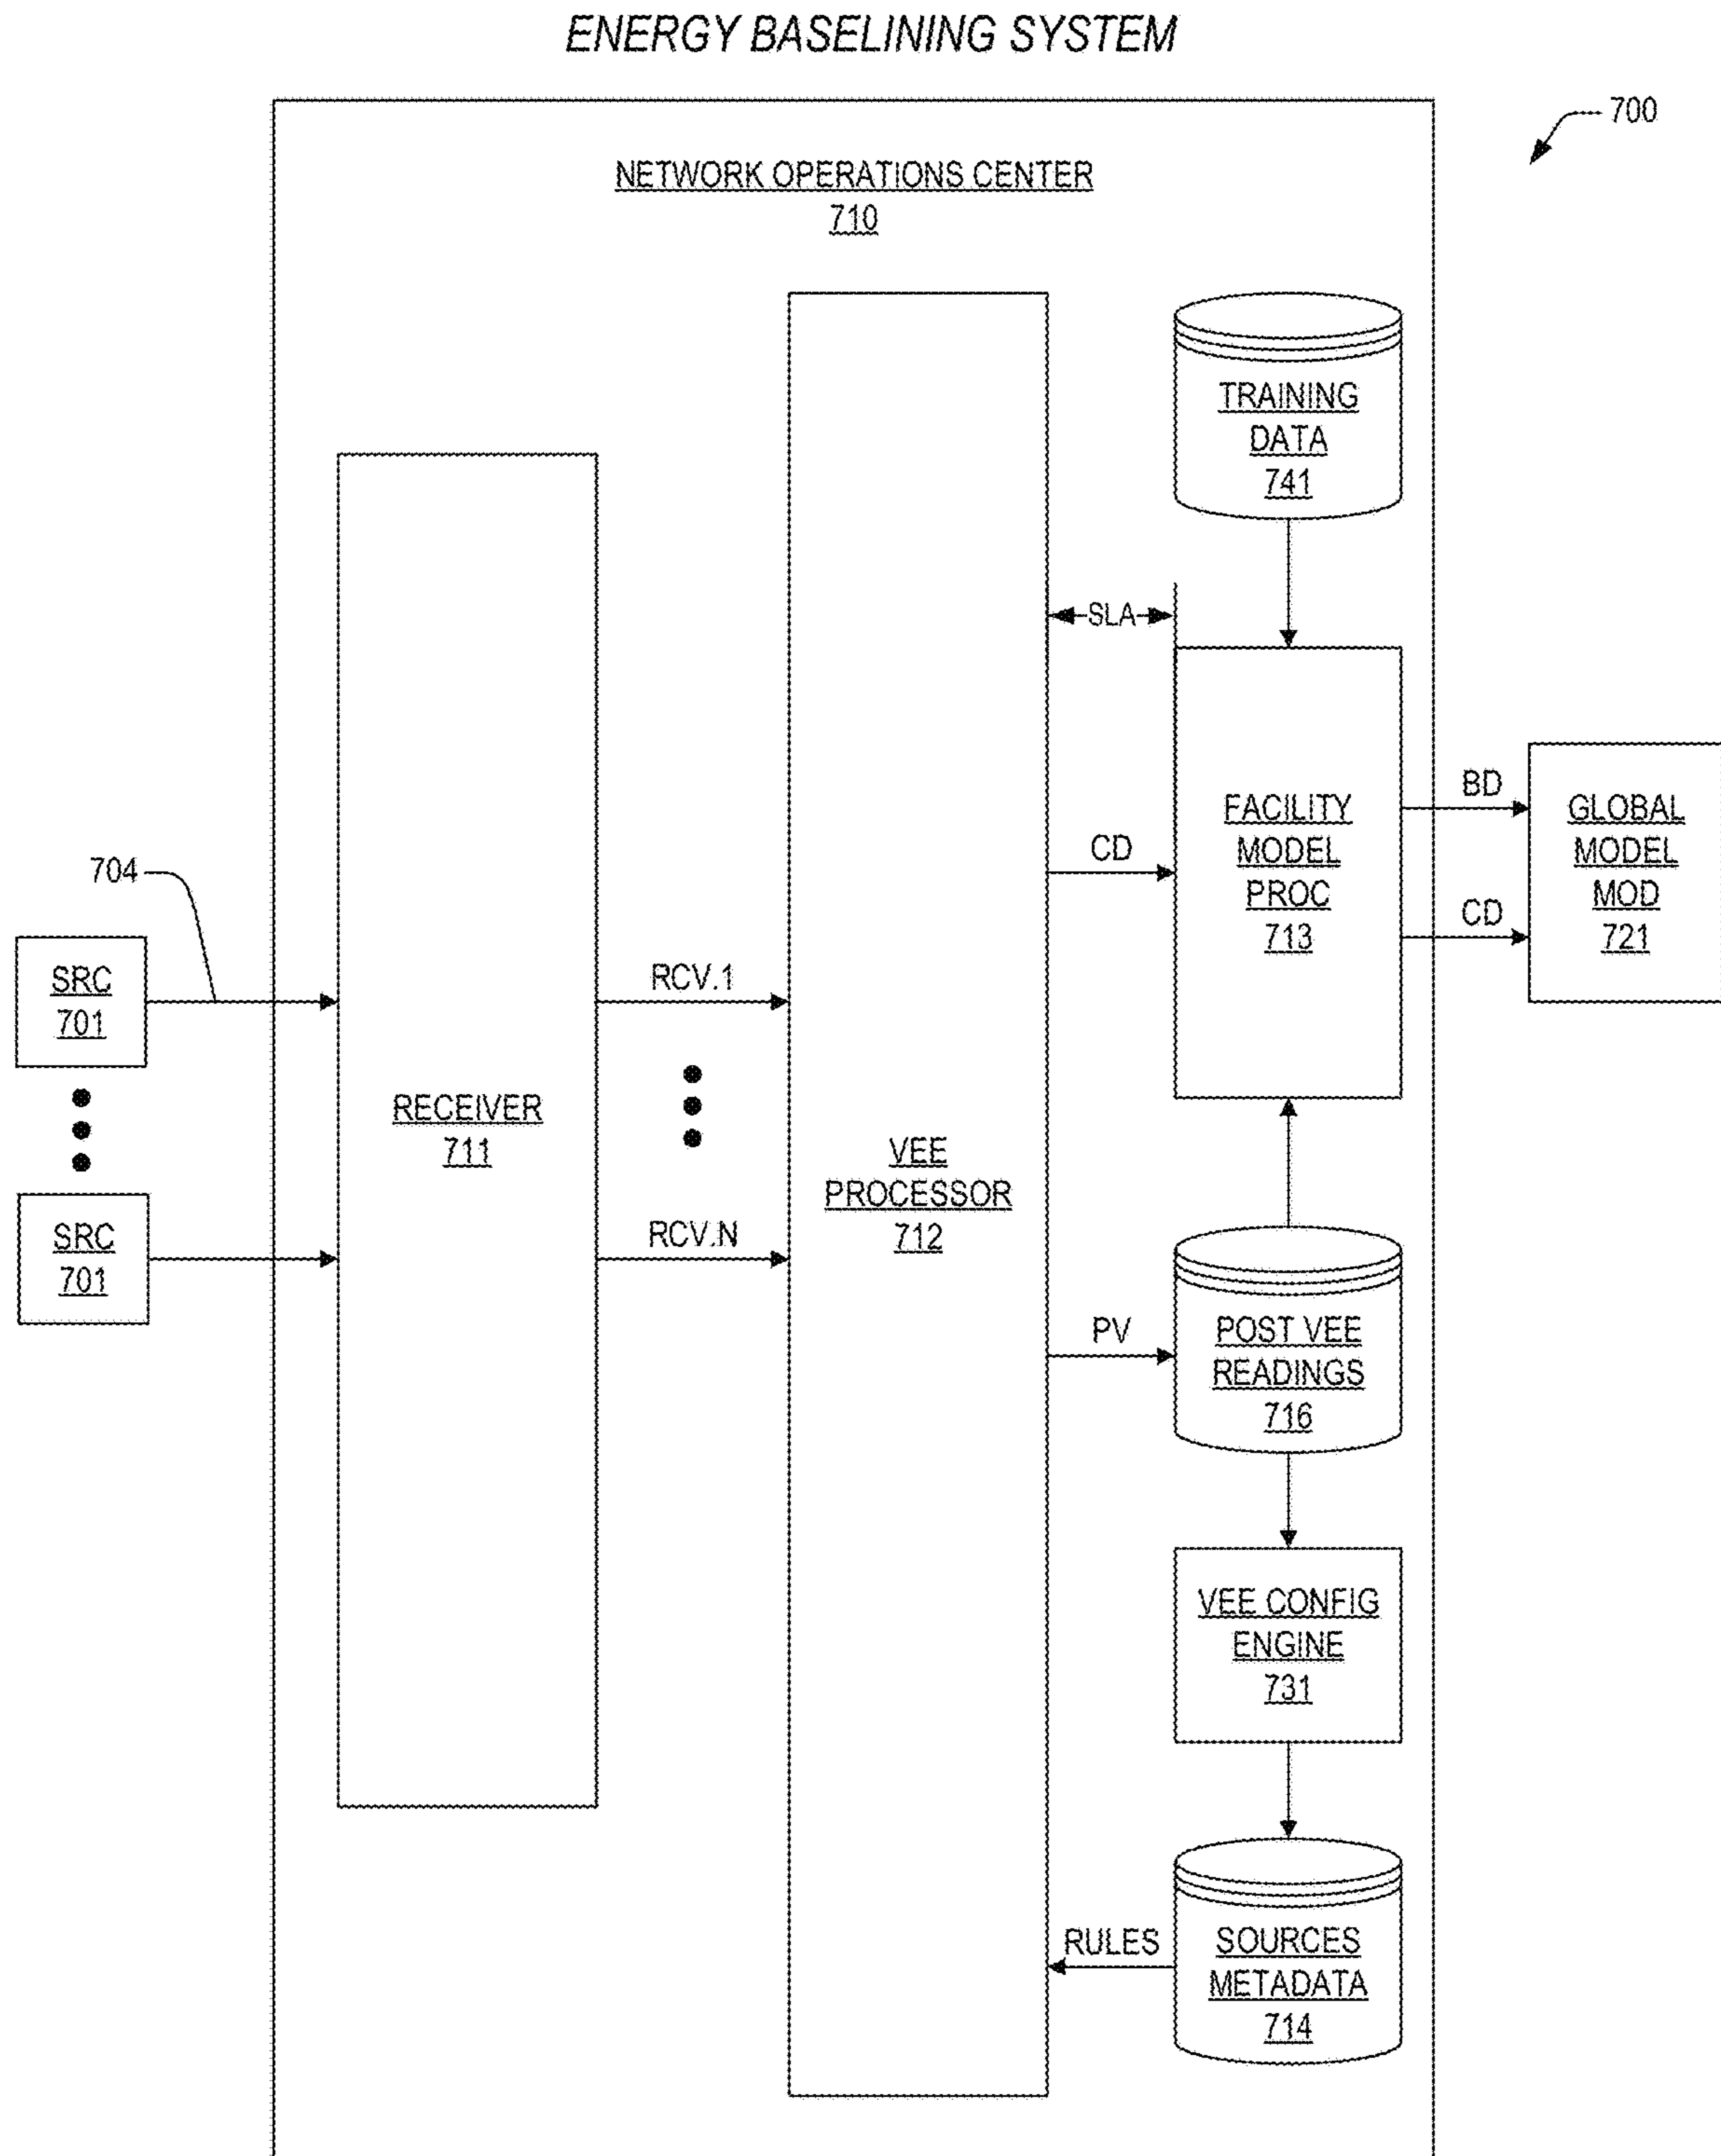 ENERGY BASELINING SYSTEM
700
NETWORK OPERATIONS CENTER
710
TRAINING
DATA
741
SLA
FACILITY
MODEL
PROC
713
BD
CD
GLOBAL
MODEL
MOD
721
CD
704
SRC
701
SRC
701
RECEIVER
711
RCV.1
RCV.N
VEE
PROCESSOR
712
PV
POST VEE
READINGS
716
VEE CONFIG
ENGINE
731
RULES
SOURCES
METADATA
714